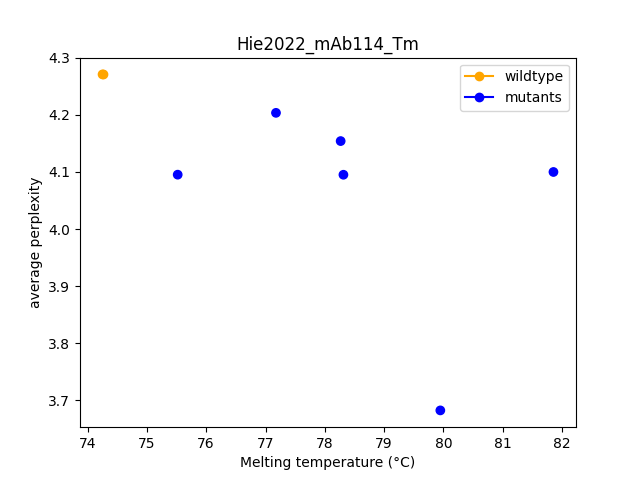 Hie2022_mAb114_Tm
4.3
4.2
4.1
4.0
3.9
3.8
3.7
average perplexity
wildtype
mutants
74 75 76 77 78 79 80 81 82
Melting temperature (°C)